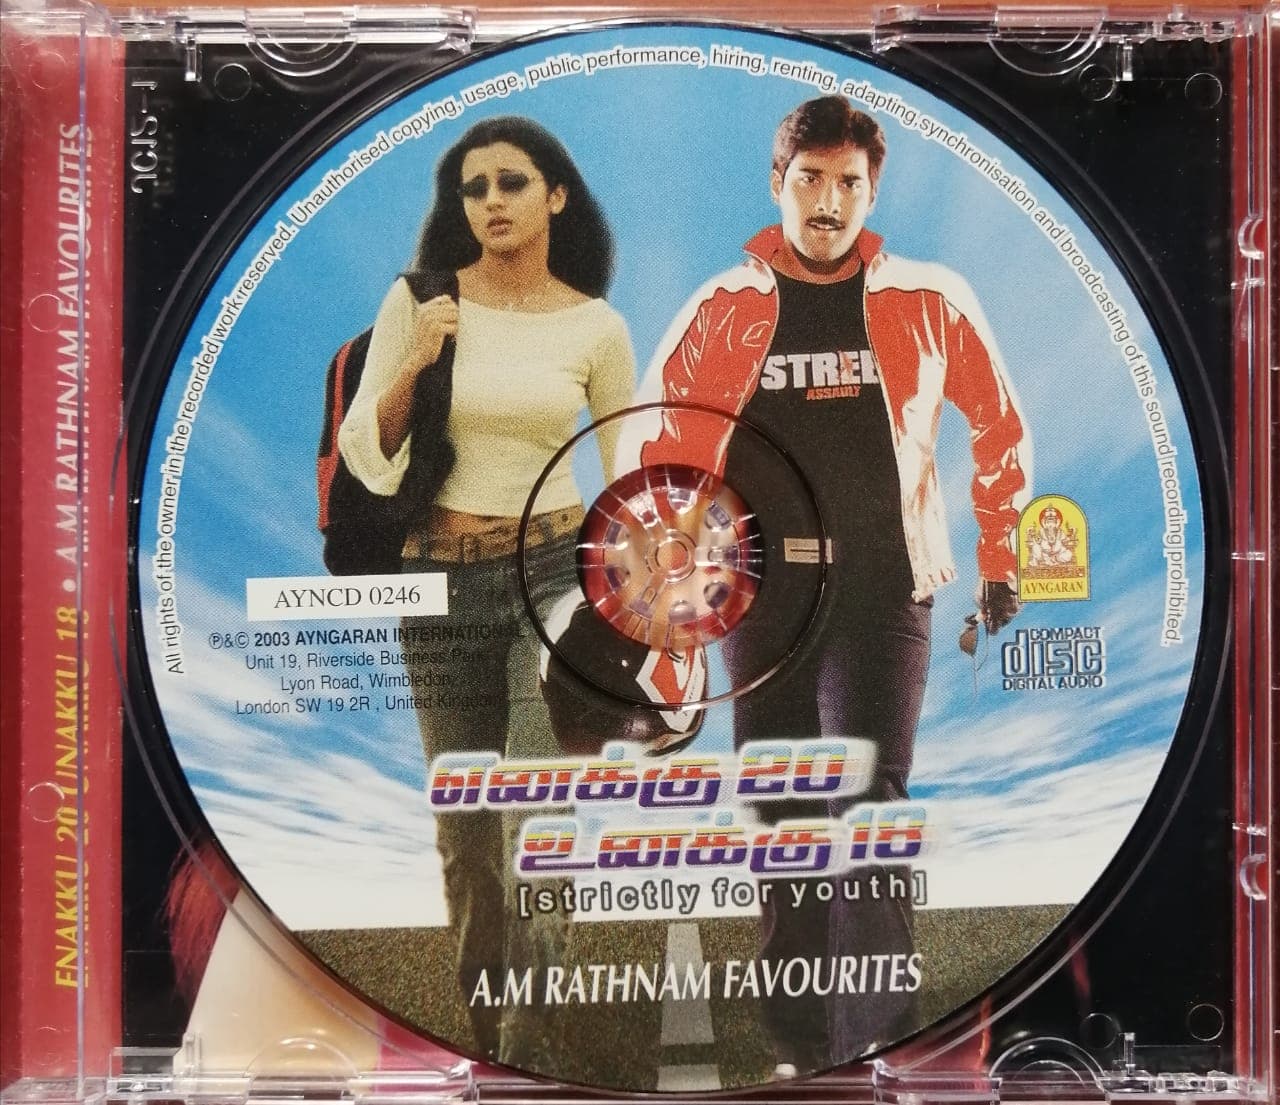 ENAKKU 20 UNAKKU 18 • A.M RATHNAM FAVOURITES
All rights of the owner in the recorded work reserved. Unauthorised copying, usage, public performance, hiring, renting, adapting, synchronisation and broadcasting of this sound recording prohibited.
STREE
ASSAULT
AYNGARAN
AYNCD 0246
℗&© 2003 AYNGARAN INTERNATIONAL
Unit 19, Riverside Business Park
Lyon Road, Wimbledon,
London SW 19 2R , United Kingdom
COMPACT
disc
DIGITAL AUDIO
எனக்கு 20
உனக்கு 18
[strictly for youth]
A.M RATHNAM FAVOURITES